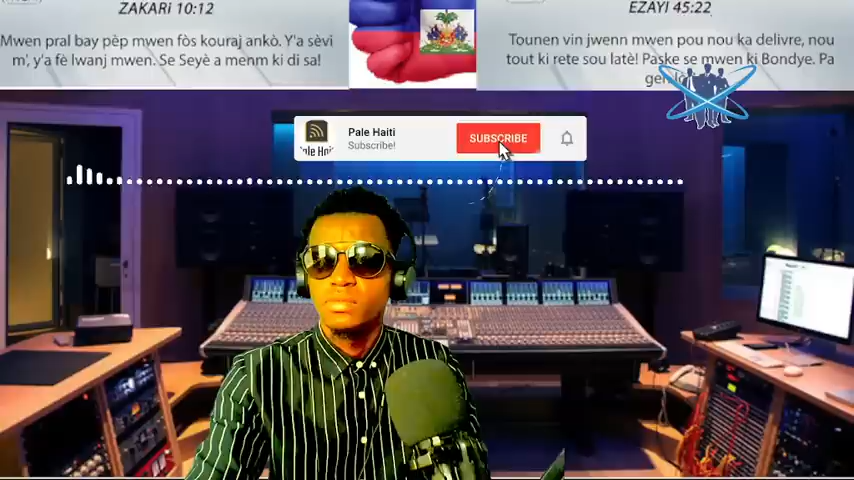 ZAKARi 10:12
Mwen pral bay pèp mwen fòs kouraj ankò. Y'a sèvi
m', y'a fè lwanj mwen. Se Seyè a menm ki di sa!
EZAYI 45:22
Tounen vin jwenn mwen pou nou ka delivre, nou
tout ki rete sou latè! Paske se mwen ki Bondye. Pa
gen
Pale Haiti
Subscribe!
SUBSCRIBE